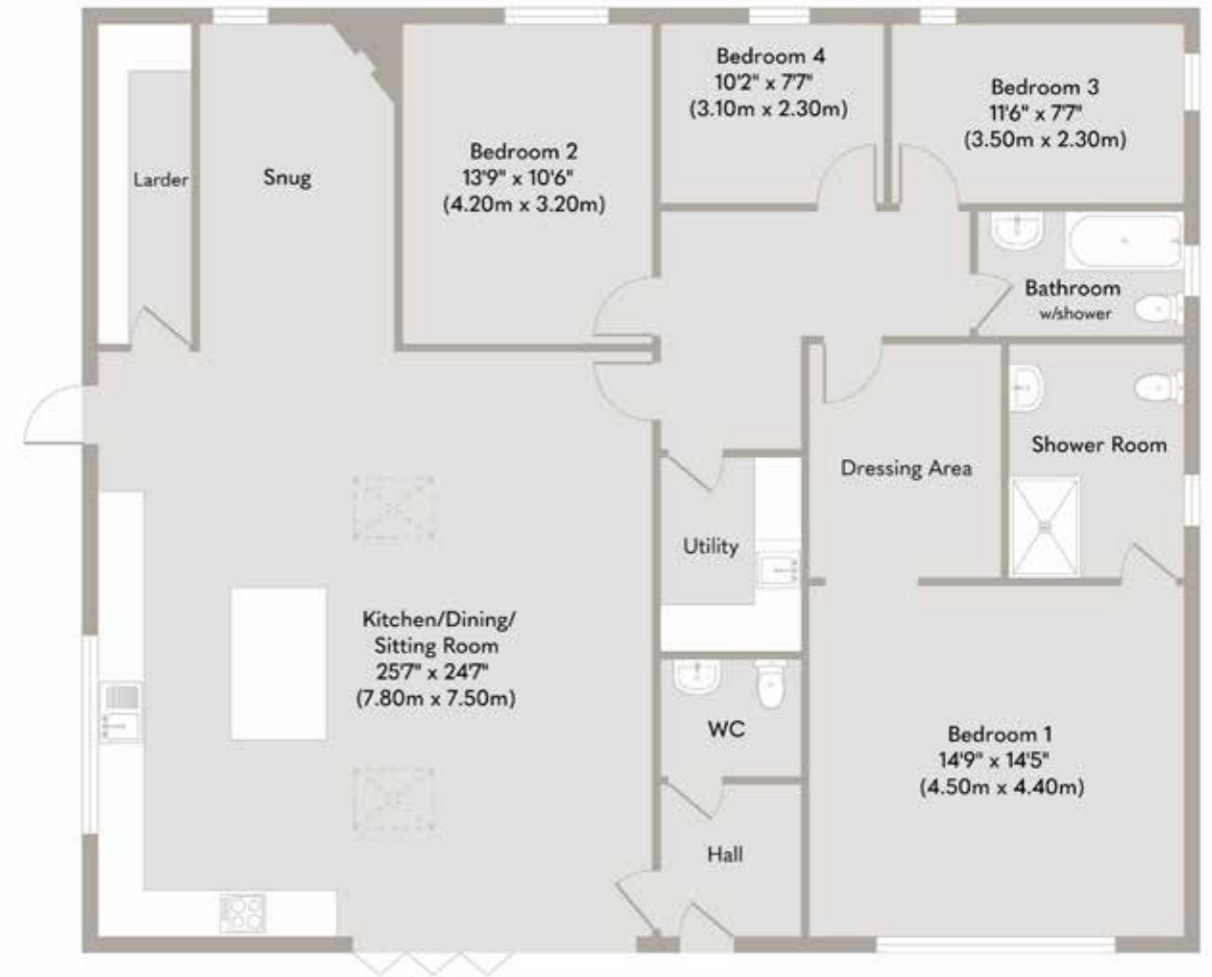 Larder
Snug
Bedroom 2
13'9" x 10'6"
(4.20m x 3.20m)
Bedroom 4
10'2" x 7'7"
(3.10m x 2.30m)
Bedroom 3
11'6" x 7'7"
(3.50m x 2.30m)
Bathroom
w/shower
Shower Room
Dressing Area
Utility
Kitchen/Dining/
Sitting Room
25'7" x 24'7"
(7.80m x 7.50m)
WC
Hall
Bedroom 1
14'9" x 14'5"
(4.50m x 4.40m)